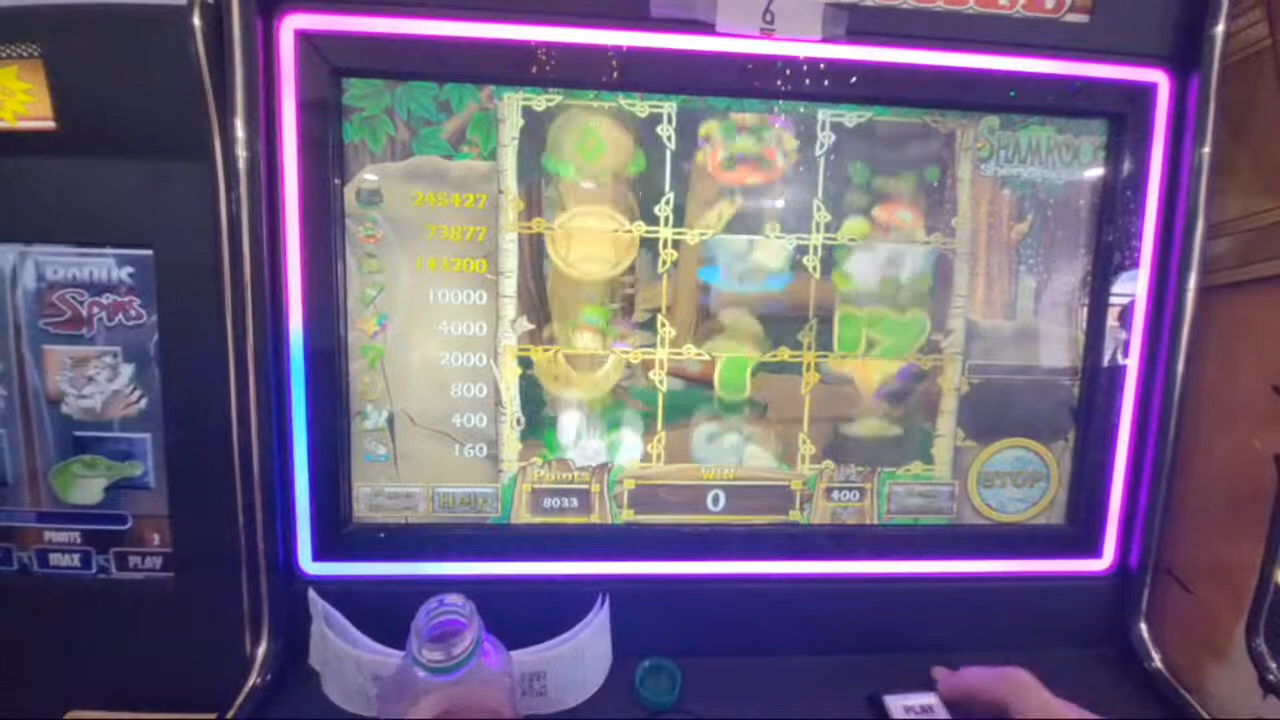 6
BONUS
Spins
POINTS
MAX
PLAY
SHAMROCK
245427
73877
143200
10000
4000
2000
800
400
160
Help
Points
8033
WIN
0
400
STOP
PLAY